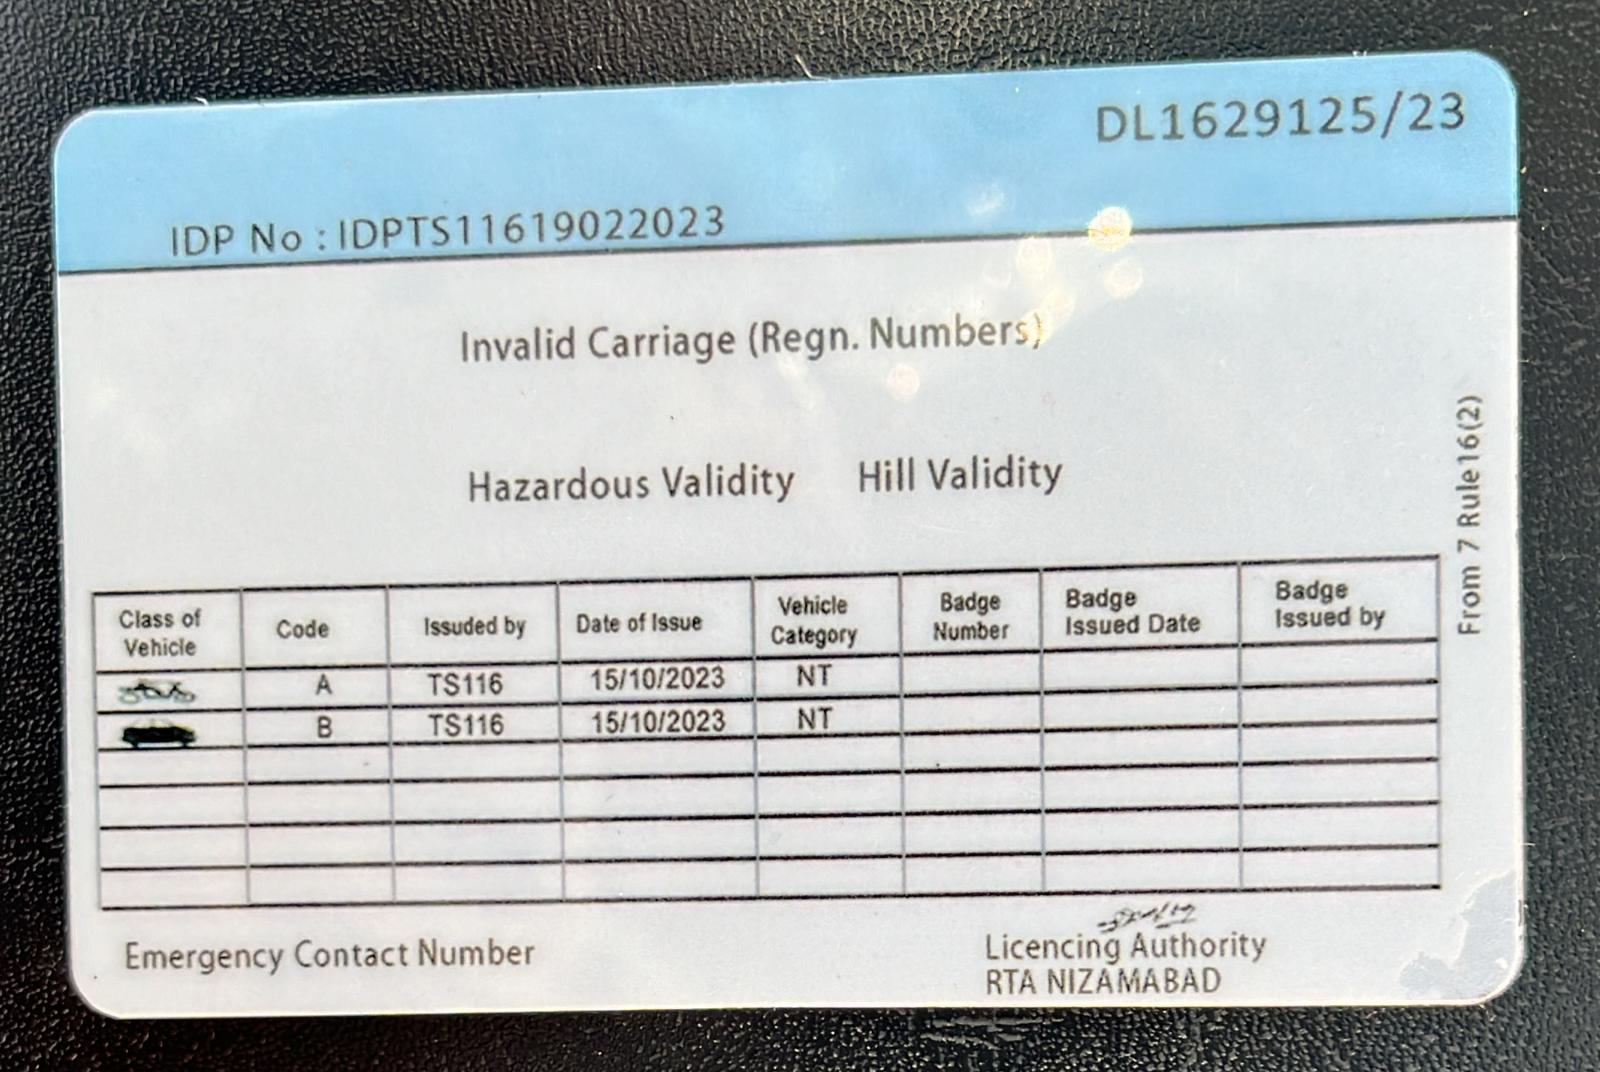 DL1629125/23
IDP No : IDPTS11619022023
Invalid Carriage (Regn. Numbers)
Hazardous Validity Hill Validity
From 7 Rule16(2)
Class of Vehicle Code Issuded by Date of Issue Vehicle Category Badge Number Badge Issued Date Badge Issued by
A TS116 15/10/2023 NT
B TS116 15/10/2023 NT
Emergency Contact Number
Licencing Authority
RTA NIZAMABAD